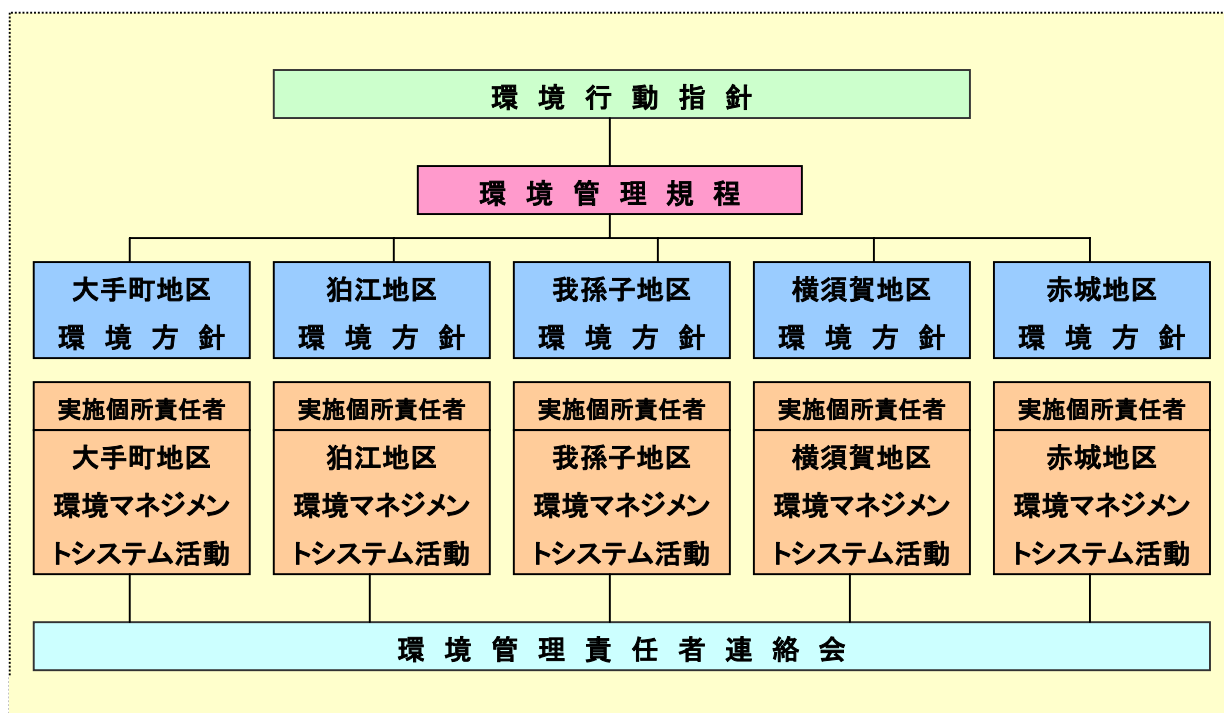 環境行動指針
環境管理規程
大手町地区
環境方針
狛江地区
環境方針
我孫子地区
環境方針
横須賀地区
環境方針
赤城地区
環境方針
実施個所責任者
大手町地区
環境マネジメン
トシステム活動
実施個所責任者
狛江地区
環境マネジメン
トシステム活動
実施個所責任者
我孫子地区
環境マネジメン
トシステム活動
実施個所責任者
横須賀地区
環境マネジメン
トシステム活動
実施個所責任者
赤城地区
環境マネジメン
トシステム活動
環境管理責任者連絡会